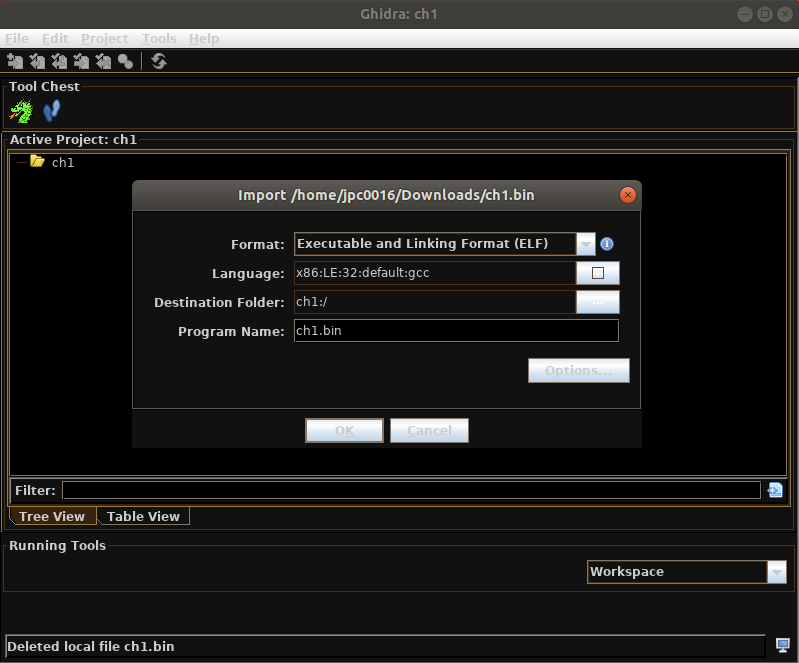 Ghidra: ch1
File Edit Project Tools Help
Tool Chest
Active Project: ch1
ch1
Import /home/jpc0016/Downloads/ch1.bin
Format: Executable and Linking Format (ELF)
Language: x86:LE:32:default:gcc
Destination Folder: ch1:/ ...
Program Name: ch1.bin
Options...
OK Cancel
Filter:
Tree View Table View
Running Tools
Workspace
Deleted local file ch1.bin